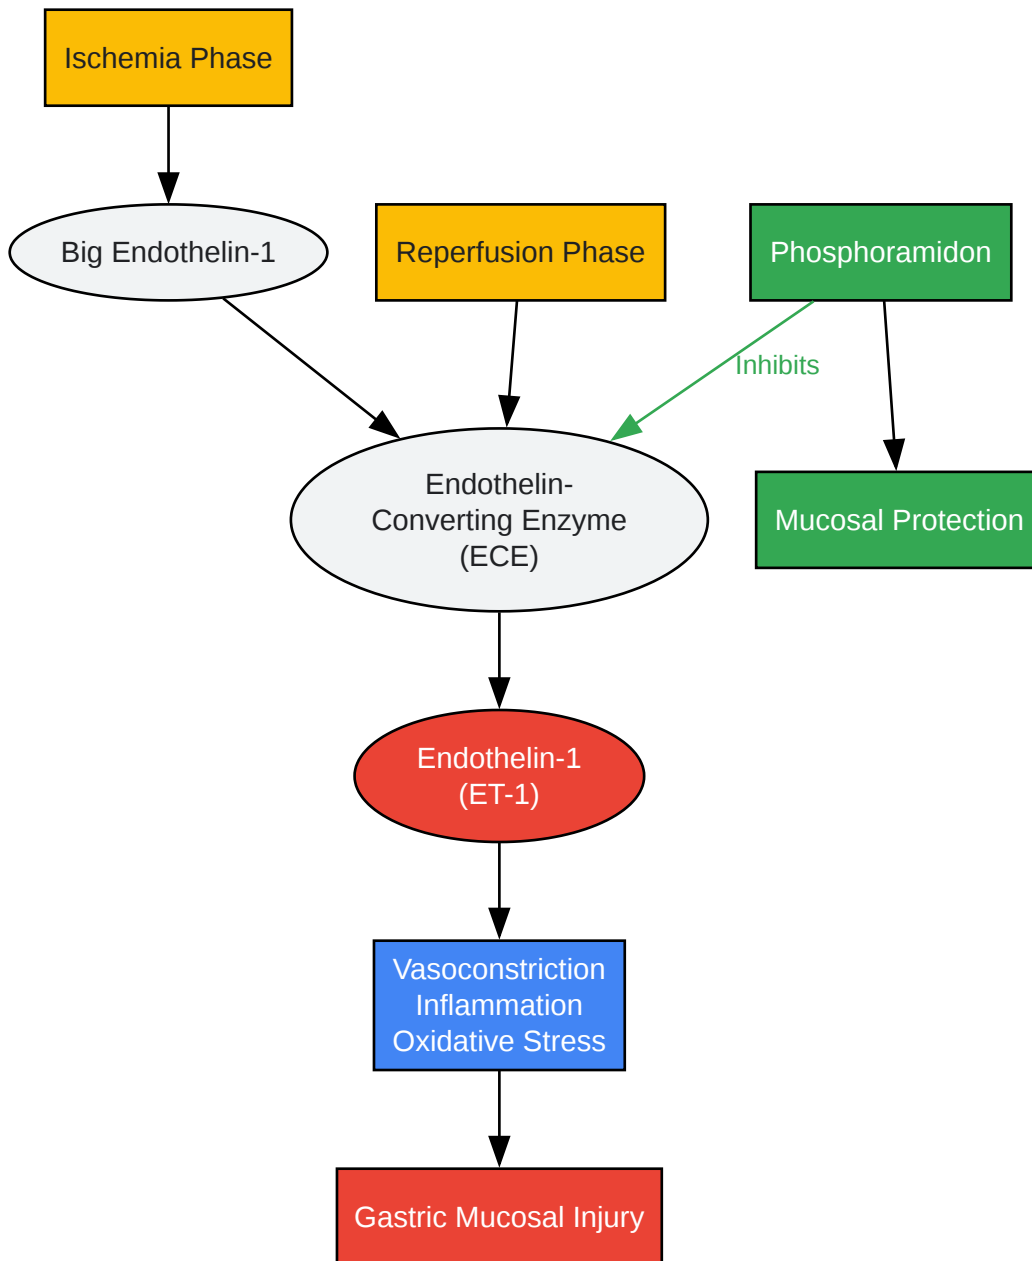 Ischemia Phase
Big Endothelin-1
Reperfusion Phase
Phosphoramidon
Inhibits
Endothelin-
Converting Enzyme
(ECE)
Mucosal Protection
Endothelin-1
(ET-1)
Vasoconstriction
Inflammation
Oxidative Stress
Gastric Mucosal Injury